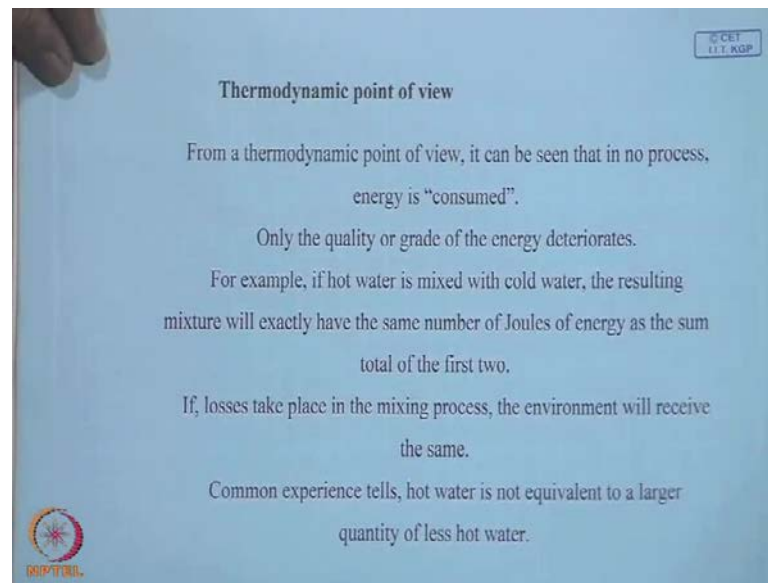 © CET
I.I.T. KGP
Thermodynamic point of view
From a thermodynamic point of view, it can be seen that in no process,
energy is “consumed”.
Only the quality or grade of the energy deteriorates.
For example, if hot water is mixed with cold water, the resulting
mixture will exactly have the same number of Joules of energy as the sum
total of the first two.
If, losses take place in the mixing process, the environment will receive
the same.
Common experience tells, hot water is not equivalent to a larger
quantity of less hot water.
NPTEL